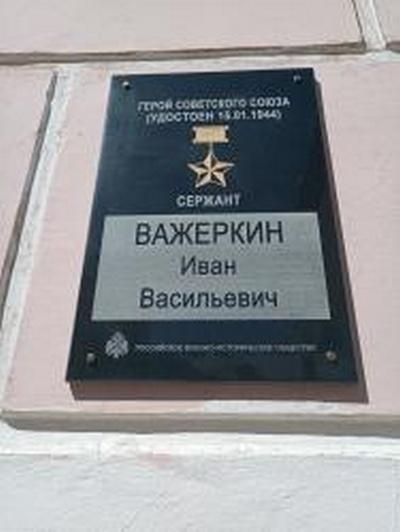 ГЕРОЙ СОВЕТСКОГО СОЮЗА
(УДОСТОЕН 15.01.1944)
СЕРЖАНТ
ВАЖЕРКИН
Иван
Васильевич
РОССИЙСКОЕ ВОЕННО-ИСТОРИЧЕСКОЕ ОБЩЕСТВО